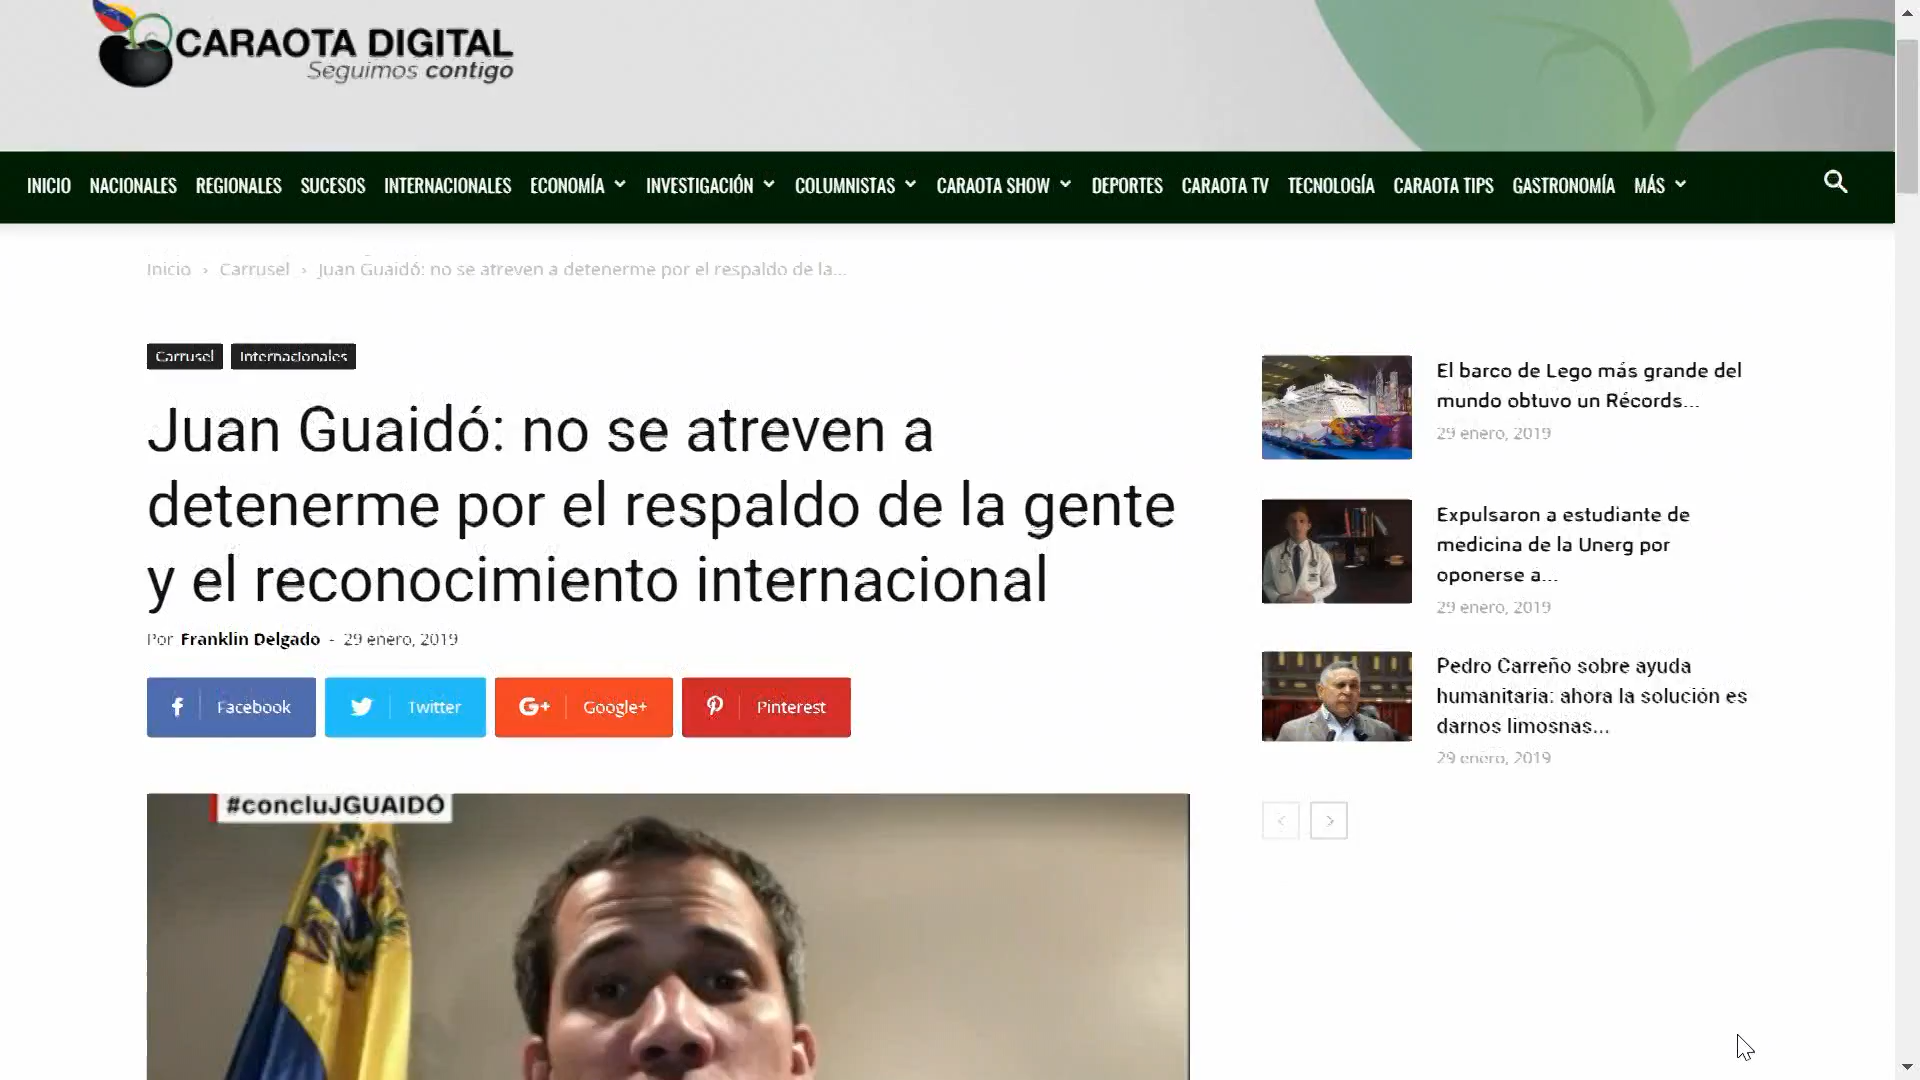 CARAOTA DIGITAL
Seguimos contigo
INICIO NACIONALES REGIONALES SUCESOS INTERNACIONALES ECONOMÍA INVESTIGACIÓN COLUMNISTAS CARAOTA SHOW DEPORTES CARAOTA TV TECNOLOGÍA CARAOTA TIPS GASTRONOMÍA MÁS
Inicio › Carrusel › Juan Guaidó: no se atreven a detenerme por el respaldo de la...
Carrusel Internacionales
Juan Guaidó: no se atreven a
detenerme por el respaldo de la gente
y el reconocimiento internacional
Por Franklin Delgado - 29 enero, 2019
Facebook Twitter Google+ Pinterest
#concluJGUAIDÓ
El barco de Lego más grande del
mundo obtuvo un Récords...
29 enero, 2019
Expulsaron a estudiante de
medicina de la Unerg por
oponerse a...
29 enero, 2019
Pedro Carreño sobre ayuda
humanitaria: ahora la solución es
darnos limosnas...
29 enero, 2019